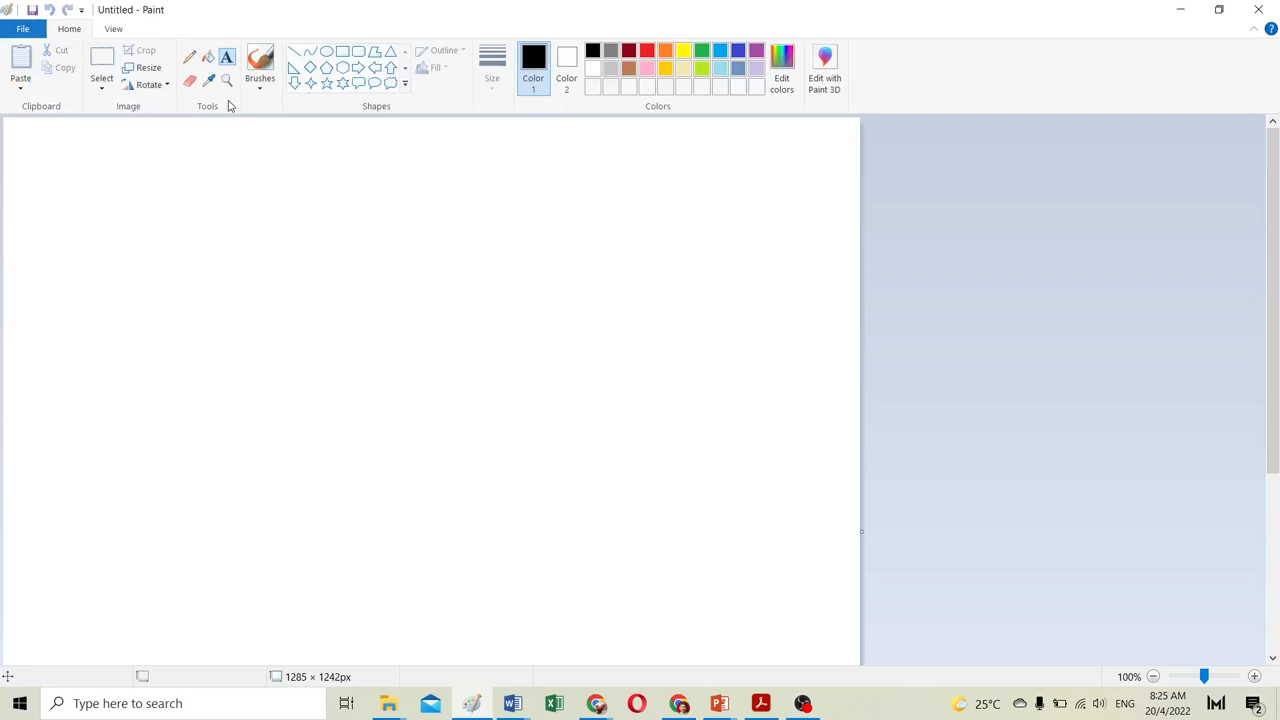 Untitled - Paint
File Home View
Paste
Cut
Copy
Clipboard
Select
Crop
Resize
Rotate
Image
A
Tools
Brushes
Shapes
Outline
Fill
Size
Color 1
Color 2
Colors
Edit colors
Edit with Paint 3D
1285 × 1242px
100%
Type here to search
25°C
ENG
8:25 AM
20/4/2022
2